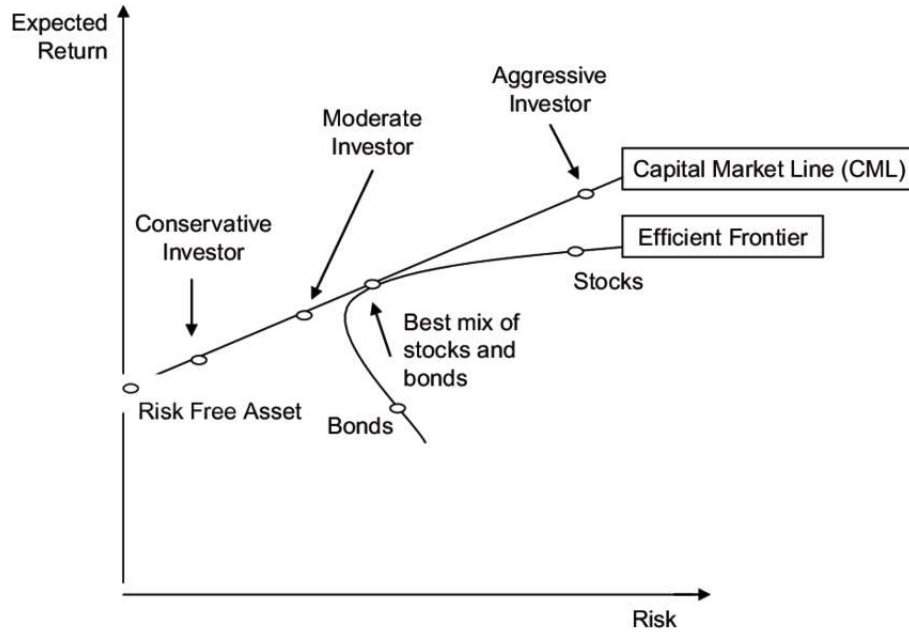 Expected
Return
Aggressive
Investor
Moderate
Investor
Capital Market Line (CML)
Conservative
Investor
Efficient Frontier
Stocks
Best mix of
stocks and
bonds
Risk Free Asset
Bonds
Risk